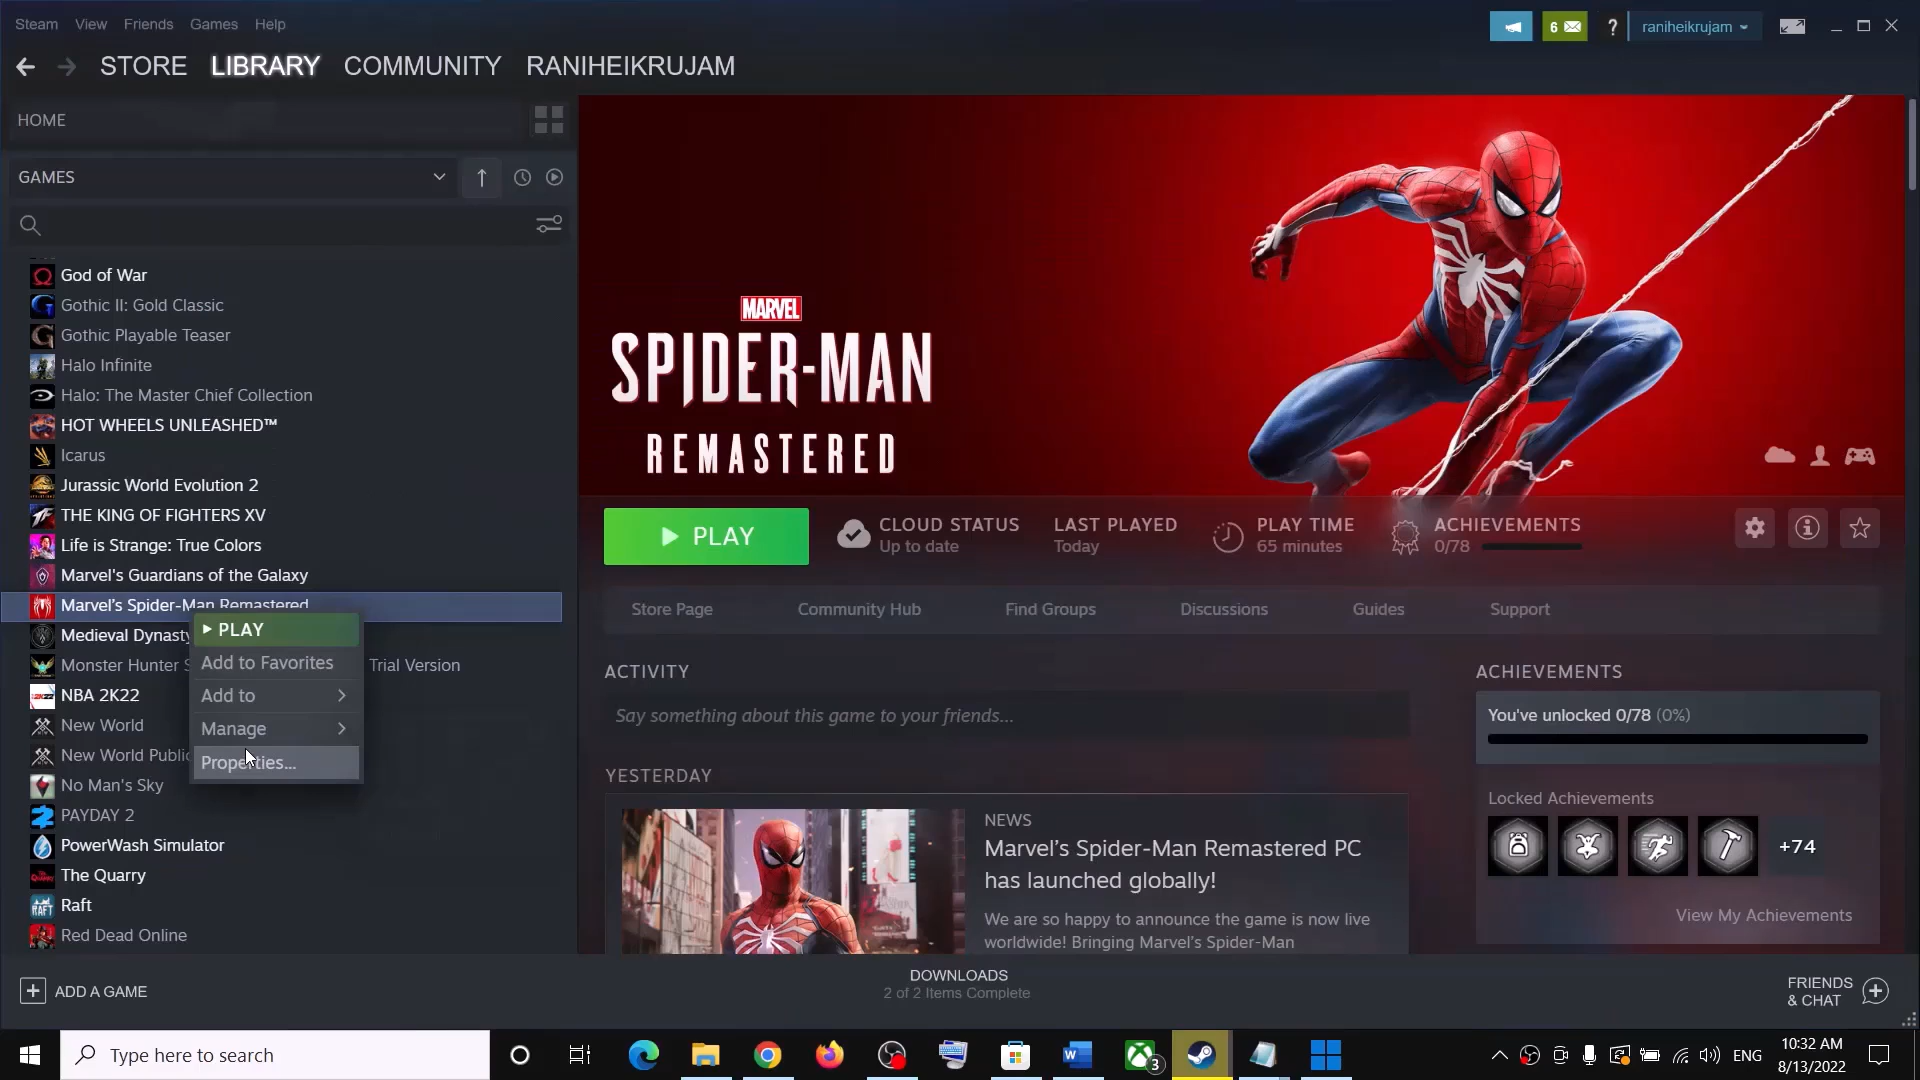 Steam View Friends Games Help
6
?
raniheikrujam
STORE LIBRARY COMMUNITY RANIHEIKRUJAM
HOME
GAMES
God of War
Gothic II: Gold Classic
Gothic Playable Teaser
Halo Infinite
Halo: The Master Chief Collection
HOT WHEELS UNLEASHED™
Icarus
Jurassic World Evolution 2
THE KING OF FIGHTERS XV
Life is Strange: True Colors
Marvel's Guardians of the Galaxy
Marvel's Spider-Man Remastered
Medieval Dynasty
Monster Hunter S Trial Version
NBA 2K22
New World
New World Public
No Man's Sky
PAYDAY 2
PowerWash Simulator
The Quarry
Raft
Red Dead Online
PLAY
Add to Favorites
Add to
Manage
Properties...
MARVEL
SPIDER-MAN
REMASTERED
PLAY
CLOUD STATUS
Up to date
LAST PLAYED
Today
PLAY TIME
65 minutes
ACHIEVEMENTS
0/78
Store Page Community Hub Find Groups Discussions Guides Support
ACTIVITY
Say something about this game to your friends...
YESTERDAY
NEWS
Marvel's Spider-Man Remastered PC
has launched globally!
We are so happy to announce the game is now live
worldwide! Bringing Marvel's Spider-Man
ACHIEVEMENTS
You've unlocked 0/78 (0%)
Locked Achievements
+74
View My Achievements
ADD A GAME
DOWNLOADS
2 of 2 Items Complete
FRIENDS
& CHAT
Type here to search
3
ENG
10:32 AM
8/13/2022